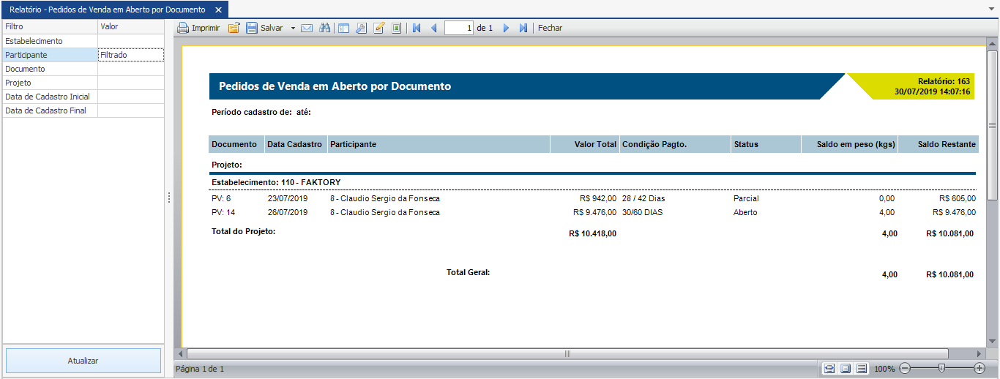 Relatório - Pedidos de Venda em Aberto por Documento
Filtro Valor
Estabelecimento
Participante Filtrado
Documento
Projeto
Data de Cadastro Inicial
Data de Cadastro Final
Atualizar
Imprimir Salvar 1 de 1 Fechar
Pedidos de Venda em Aberto por Documento
Relatório: 163
30/07/2019 14:07:16
Período cadastro de: até:
Documento Data Cadastro Participante Valor Total Condição Pagto. Status Saldo em peso (kgs) Saldo Restante
Projeto:
Estabelecimento: 110 - FAKTORY
PV: 6 23/07/2019 8 - Claudio Sergio da Fonseca R$ 942,00 28 / 42 Dias Parcial 0,00 R$ 605,00
PV: 14 26/07/2019 8 - Claudio Sergio da Fonseca R$ 9.476,00 30/60 DIAS Aberto 4,00 R$ 9.476,00
Total do Projeto: R$ 10.418,00 4,00 R$ 10.081,00
Total Geral: 4,00 R$ 10.081,00
Página 1 de 1 100%